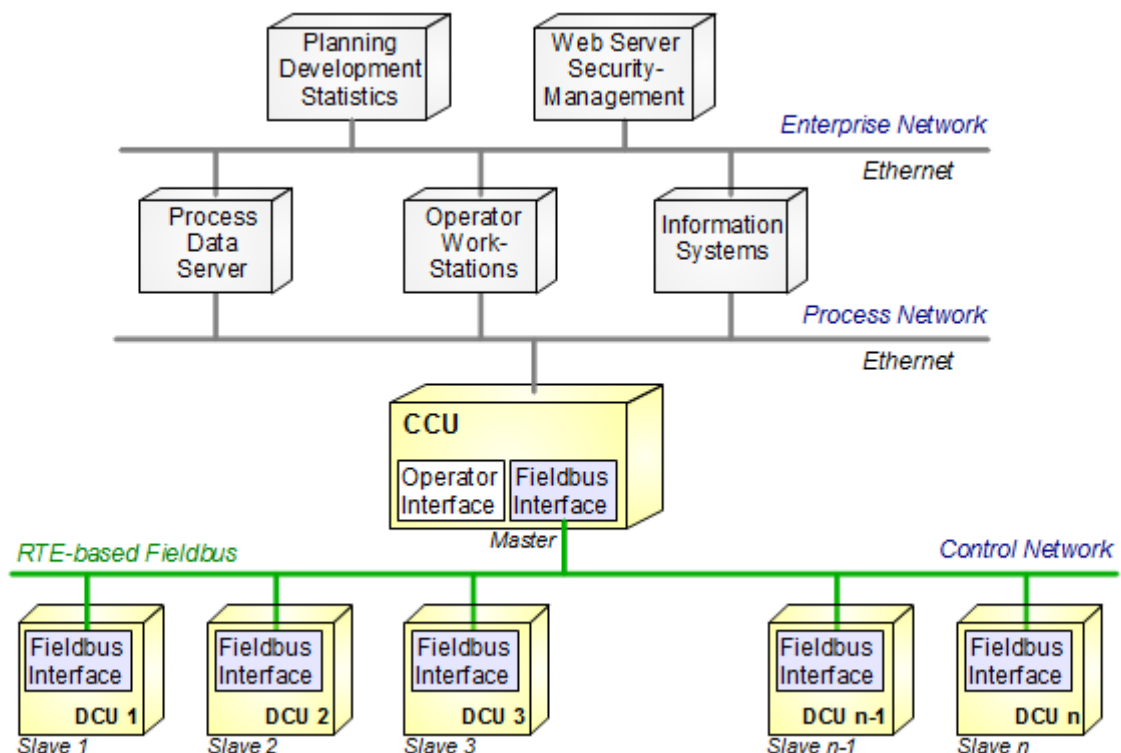 Planning
Development
Statistics
Web Server
Security-
Management
Enterprise Network
Ethernet
Process
Data
Server
Operator
Work-
Stations
Information
Systems
Process Network
Ethernet
CCU
Operator
Interface
Fieldbus
Interface
Master
RTE-based Fieldbus
Control Network
Fieldbus
Interface
DCU 1
Slave 1
Fieldbus
Interface
DCU 2
Slave 2
Fieldbus
Interface
DCU 3
Slave 3
Fieldbus
Interface
DCU n-1
Slave n-1
Fieldbus
Interface
DCU n
Slave n